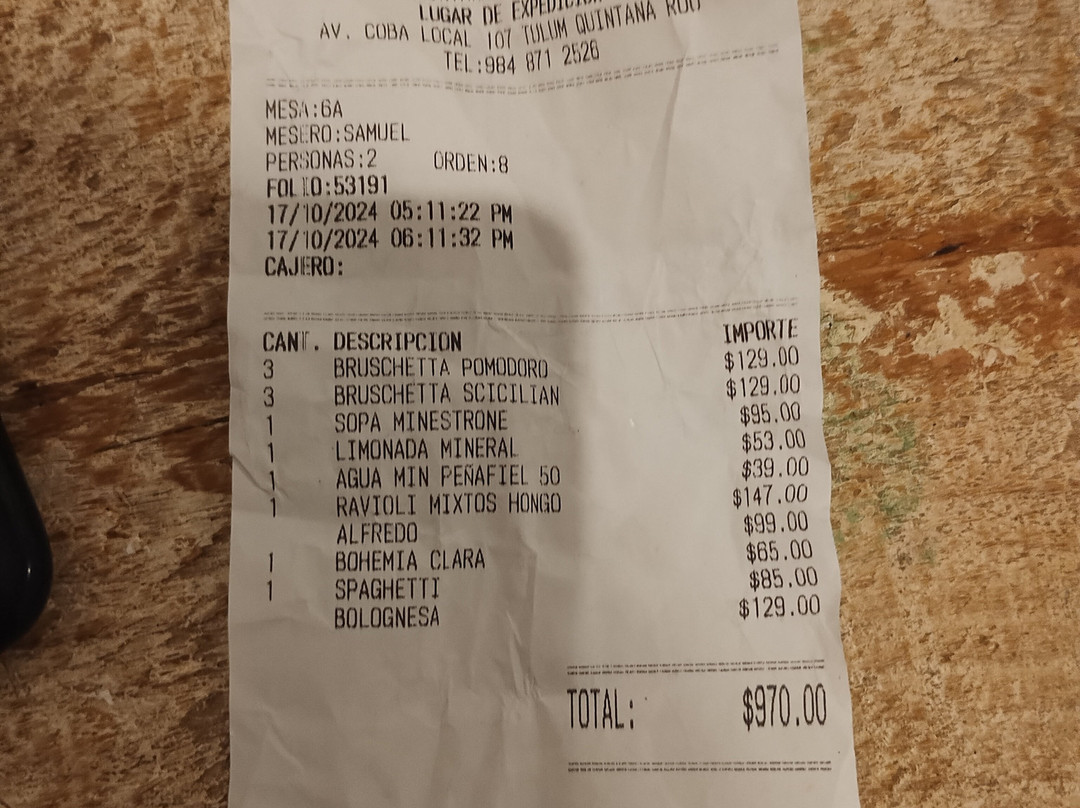 LUGAR DE EXPEDICION
AV. COBA LOCAL 107 TULUM QUINTANA ROO
TEL:984 871 2526
MESA:6A
MESERO:SAMUEL
PERSONAS:2 ORDEN:8
FOLIO:53191
17/10/2024 05:11:22 PM
17/10/2024 06:11:32 PM
CAJERO:
CANT. DESCRIPCION IMPORTE
3 BRUSCHETTA POMODORO $129.00
3 BRUSCHETTA SCICILIAN $129.00
1 SOPA MINESTRONE $95.00
1 LIMONADA MINERAL $53.00
1 AGUA MIN PEÑAFIEL 50 $39.00
1 RAVIOLI MIXTOS HONGO $147.00
ALFREDO $99.00
1 BOHEMIA CLARA $65.00
1 SPAGHETTI $85.00
BOLOGNESA $129.00
TOTAL: $970.00